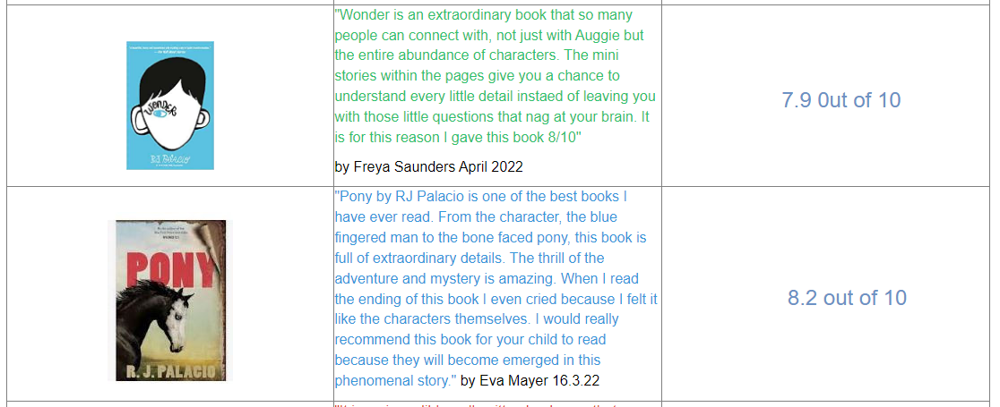 "Wonder is an extraordinary book that so many
people can connect with, not just with Auggie but
the entire abundance of characters. The mini
stories within the pages give you a chance to
understand every little detail instaed of leaving you
with those little questions that nag at your brain. It
is for this reason I gave this book 8/10"
by Freya Saunders April 2022
WONDER
R.J. PALACIO
7.9 0ut of 10
"Pony by RJ Palacio is one of the best books I
have ever read. From the character, the blue
fingered man to the bone faced pony, this book is
full of extraordinary details. The thrill of the
adventure and mystery is amazing. When I read
the ending of this book I even cried because I felt it
like the characters themselves. I would really
recommend this book for your child to read
because they will become emerged in this
phenomenal story." by Eva Mayer 16.3.22
PONY
R. J. PALACIO
8.2 out of 10